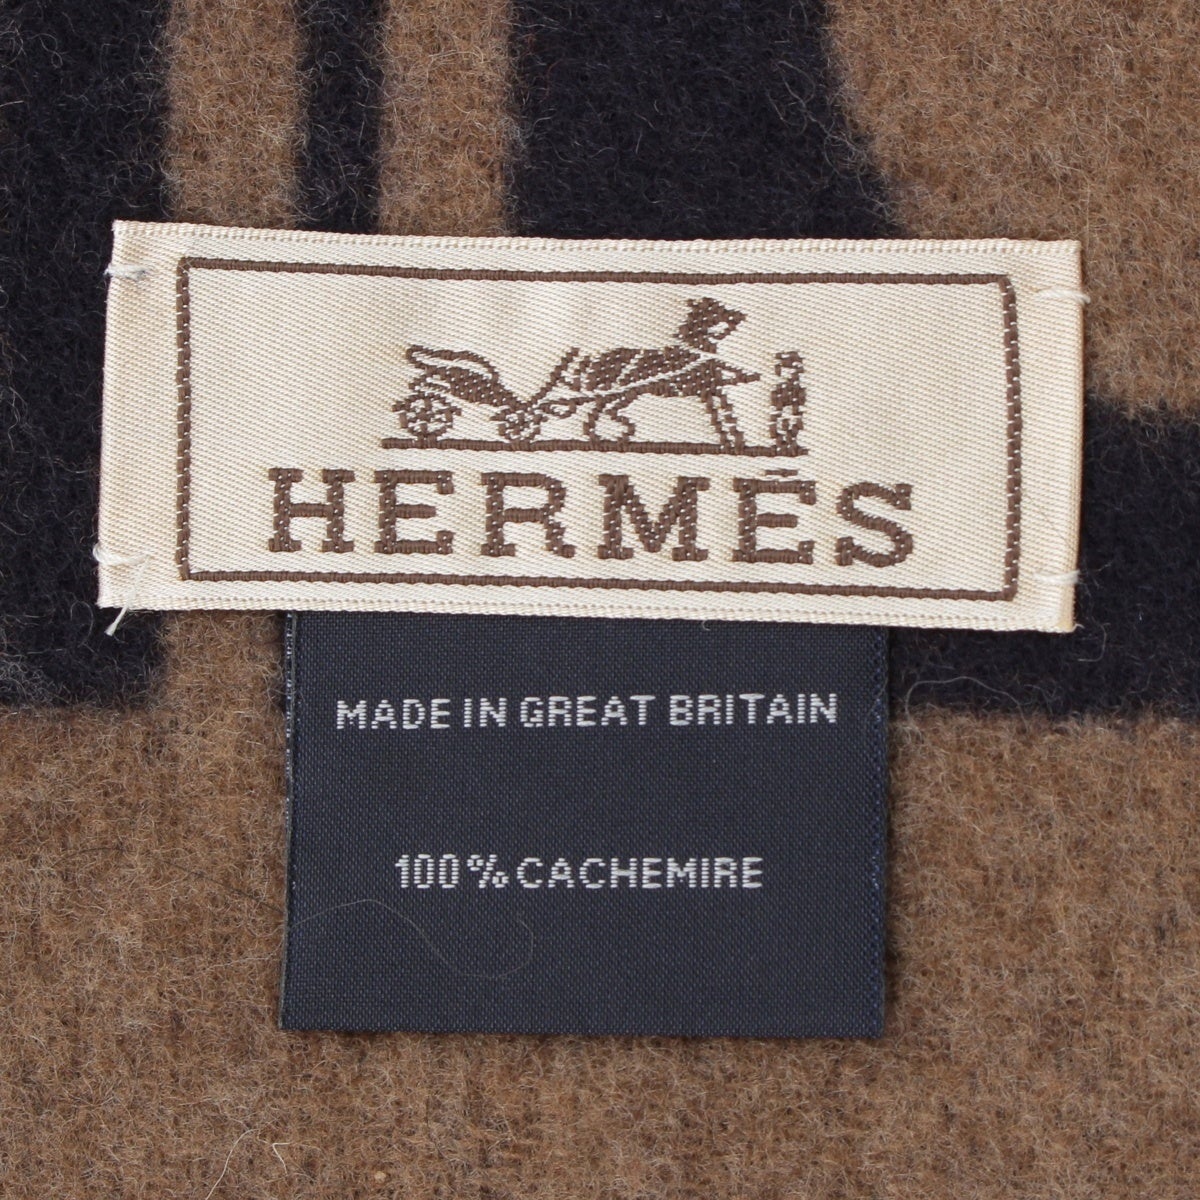 HERMÈS
MADE IN GREAT BRITAIN
100% CACHEMIRE